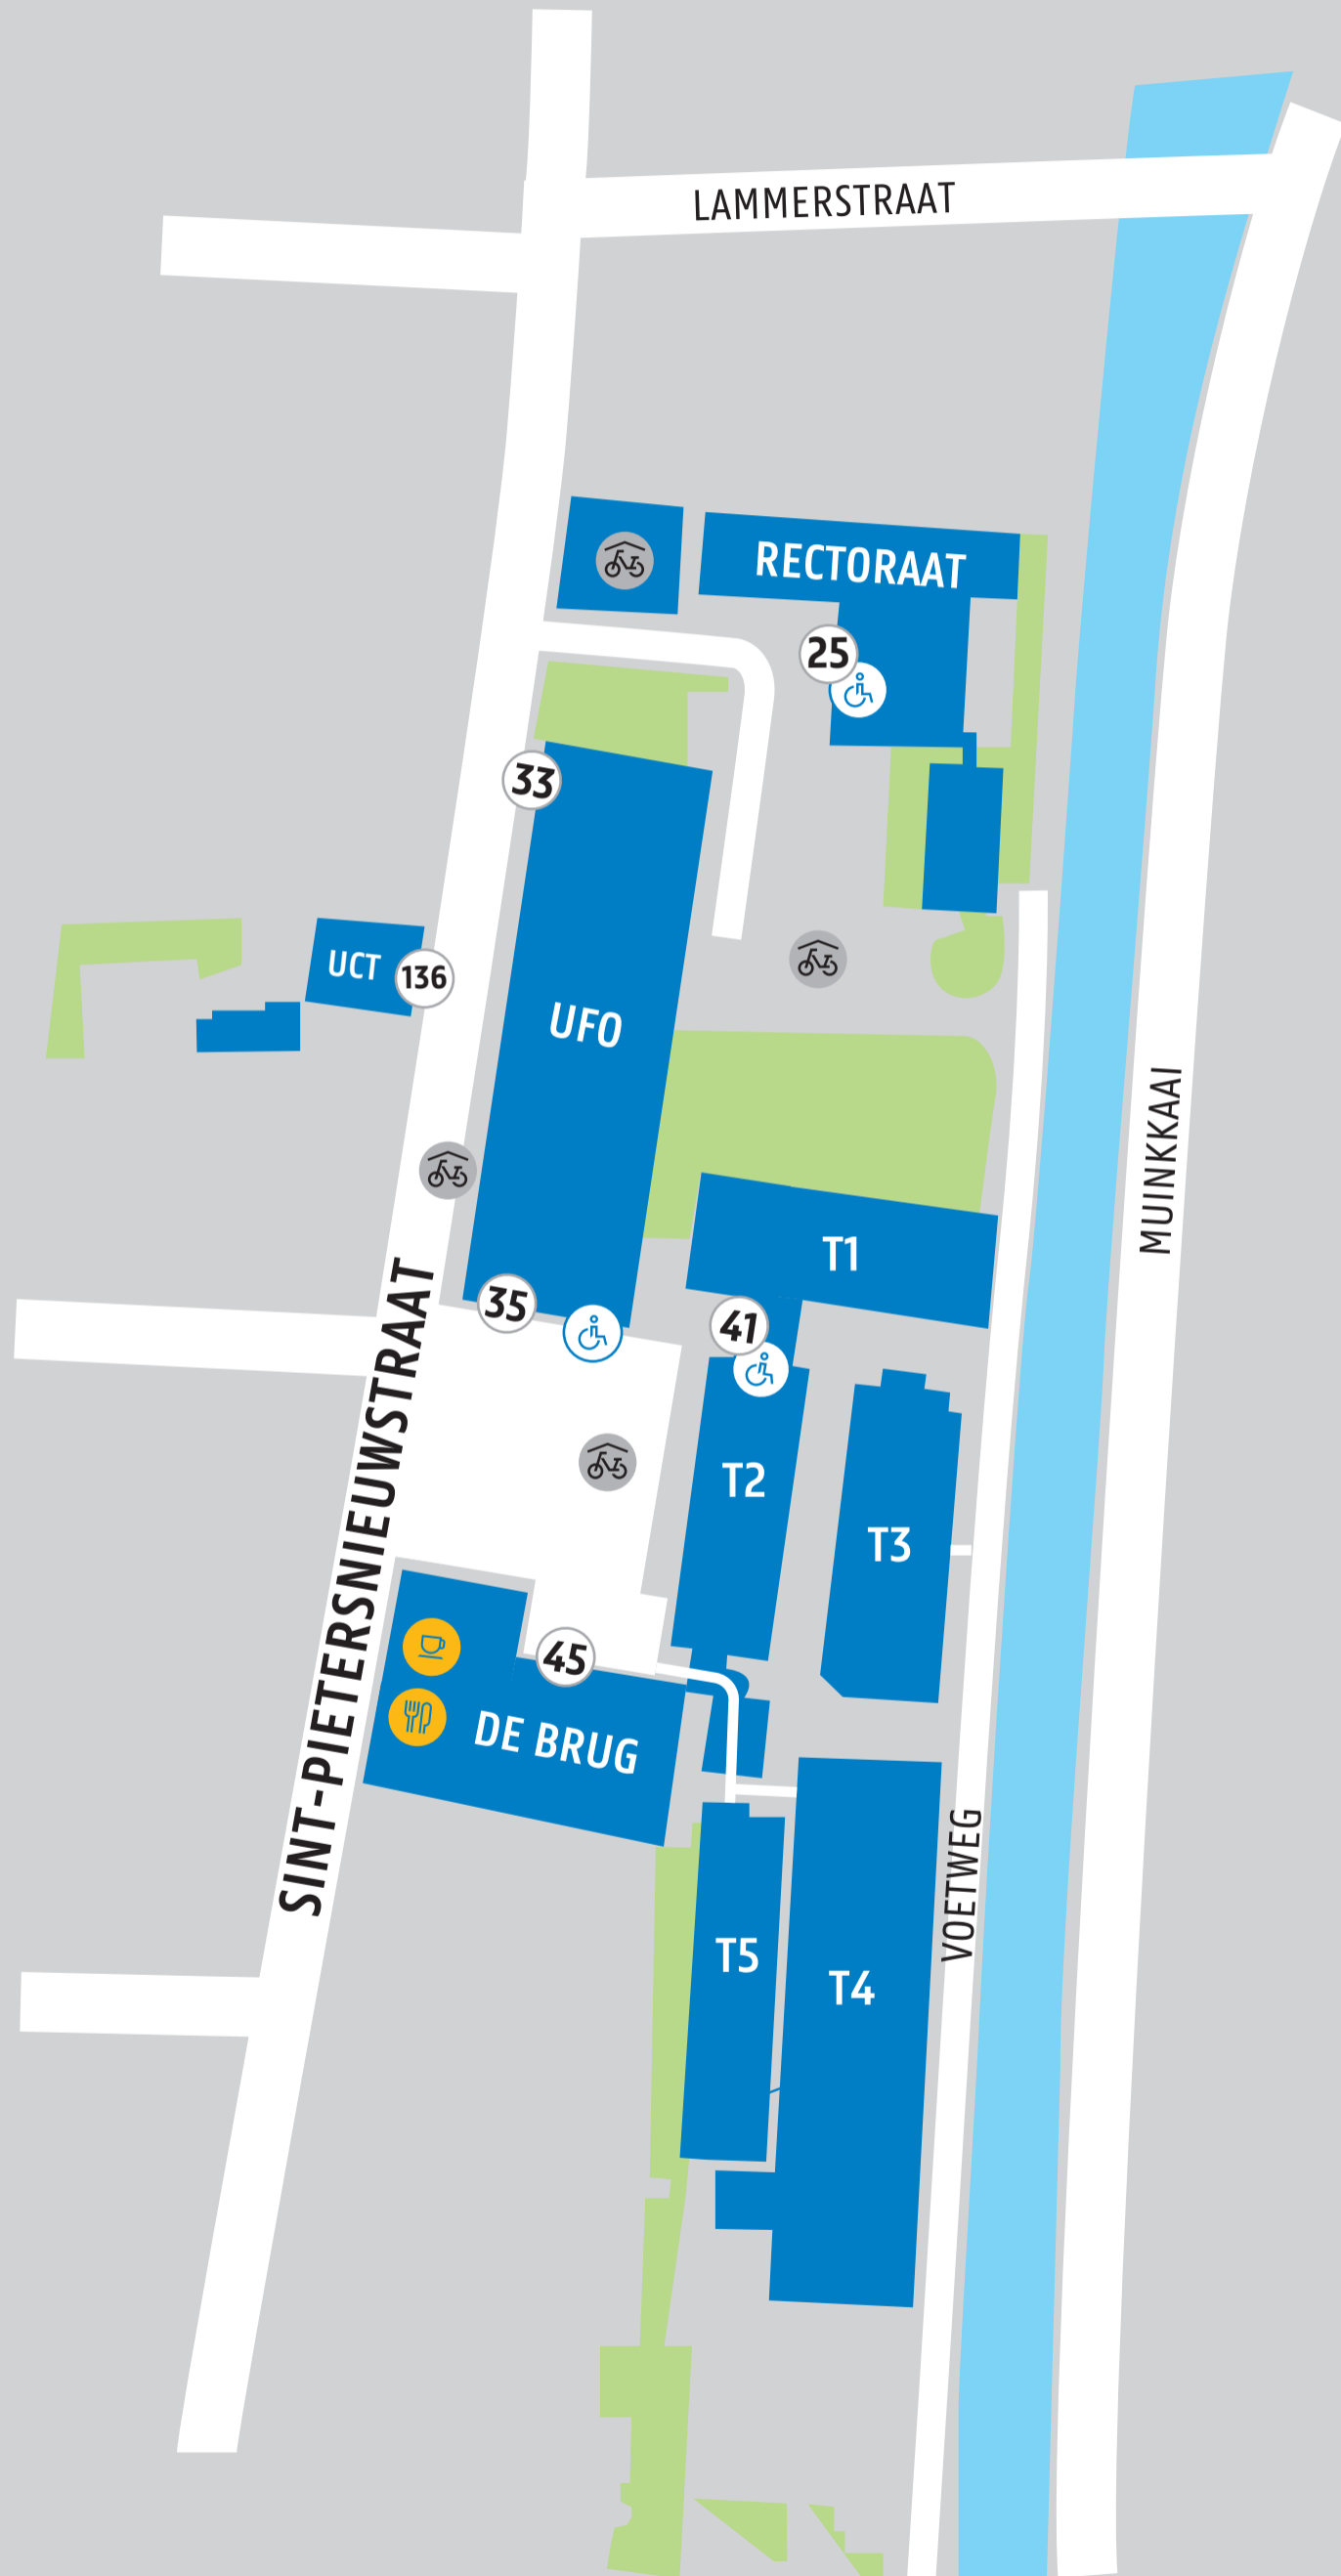 LAMMERSTRAAT
RECTORAAT
25
33
UCT
136
UFO
MUINKKAAI
T1
35
41
SINT-PIETERSNIEUWSTRAAT
T2
T3
45
DE BRUG
VOETWEG
T5
T4